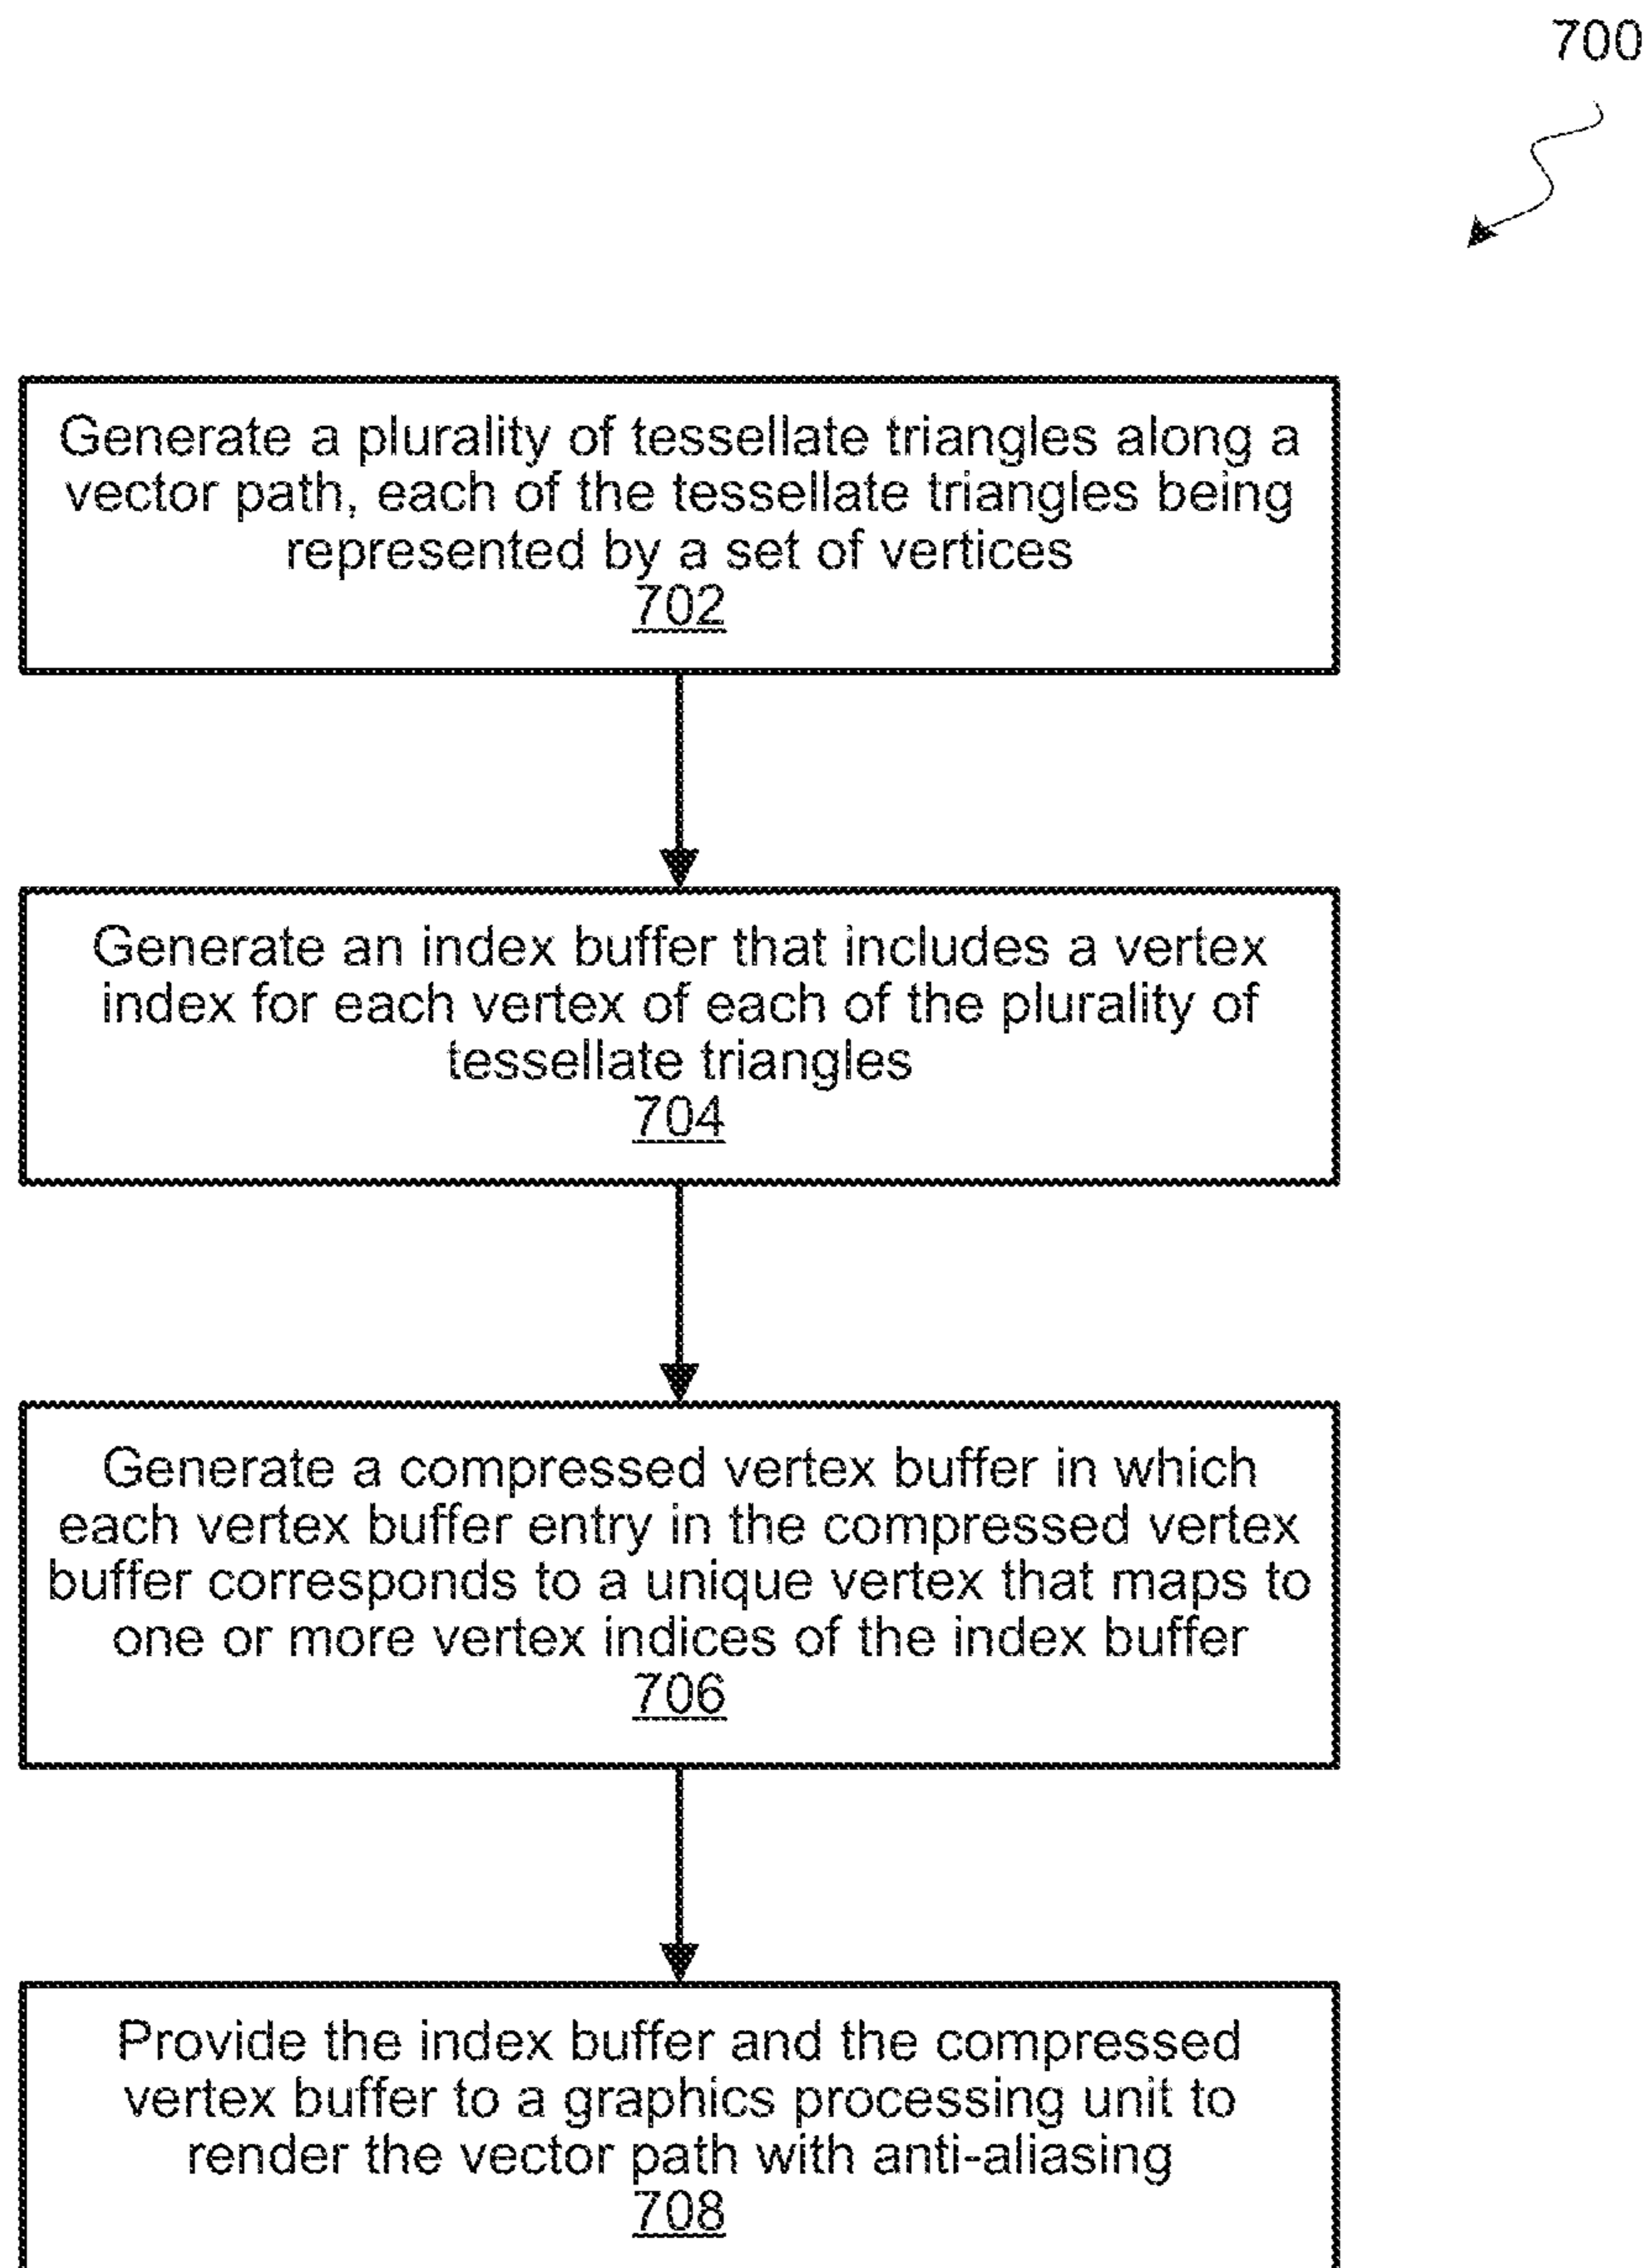 700
Generate a plurality of tessellate triangles along a
vector path, each of the tessellate triangles being
represented by a set of vertices
702
Generate an index buffer that includes a vertex
index for each vertex of each of the plurality of
tessellate triangles
704
Generate a compressed vertex buffer in which
each vertex buffer entry in the compressed vertex
buffer corresponds to a unique vertex that maps to
one or more vertex indices of the index buffer
706
Provide the index buffer and the compressed
vertex buffer to a graphics processing unit to
render the vector path with anti-aliasing
708